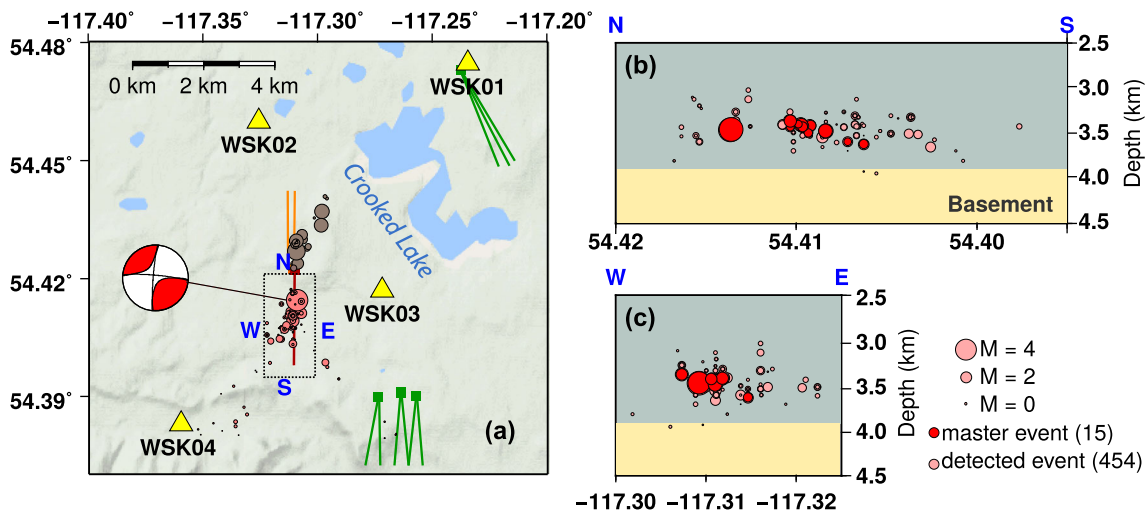 −117.40° −117.35° −117.30° −117.25° −117.20°
54.48°
54.45°
54.42°
54.39°
0 km 2 km 4 km
WSK01
WSK02
Crooked Lake
N
WSK03
W E
S
WSK04
(a)
N S
(b)
2.5
3.0
3.5
4.0
4.5
Depth (km)
Basement
54.42 54.41 54.40
W E
(c)
2.5
3.0
3.5
4.0
4.5
Depth (km)
−117.30 −117.31 −117.32
M = 4
M = 2
M = 0
master event (15)
detected event (454)